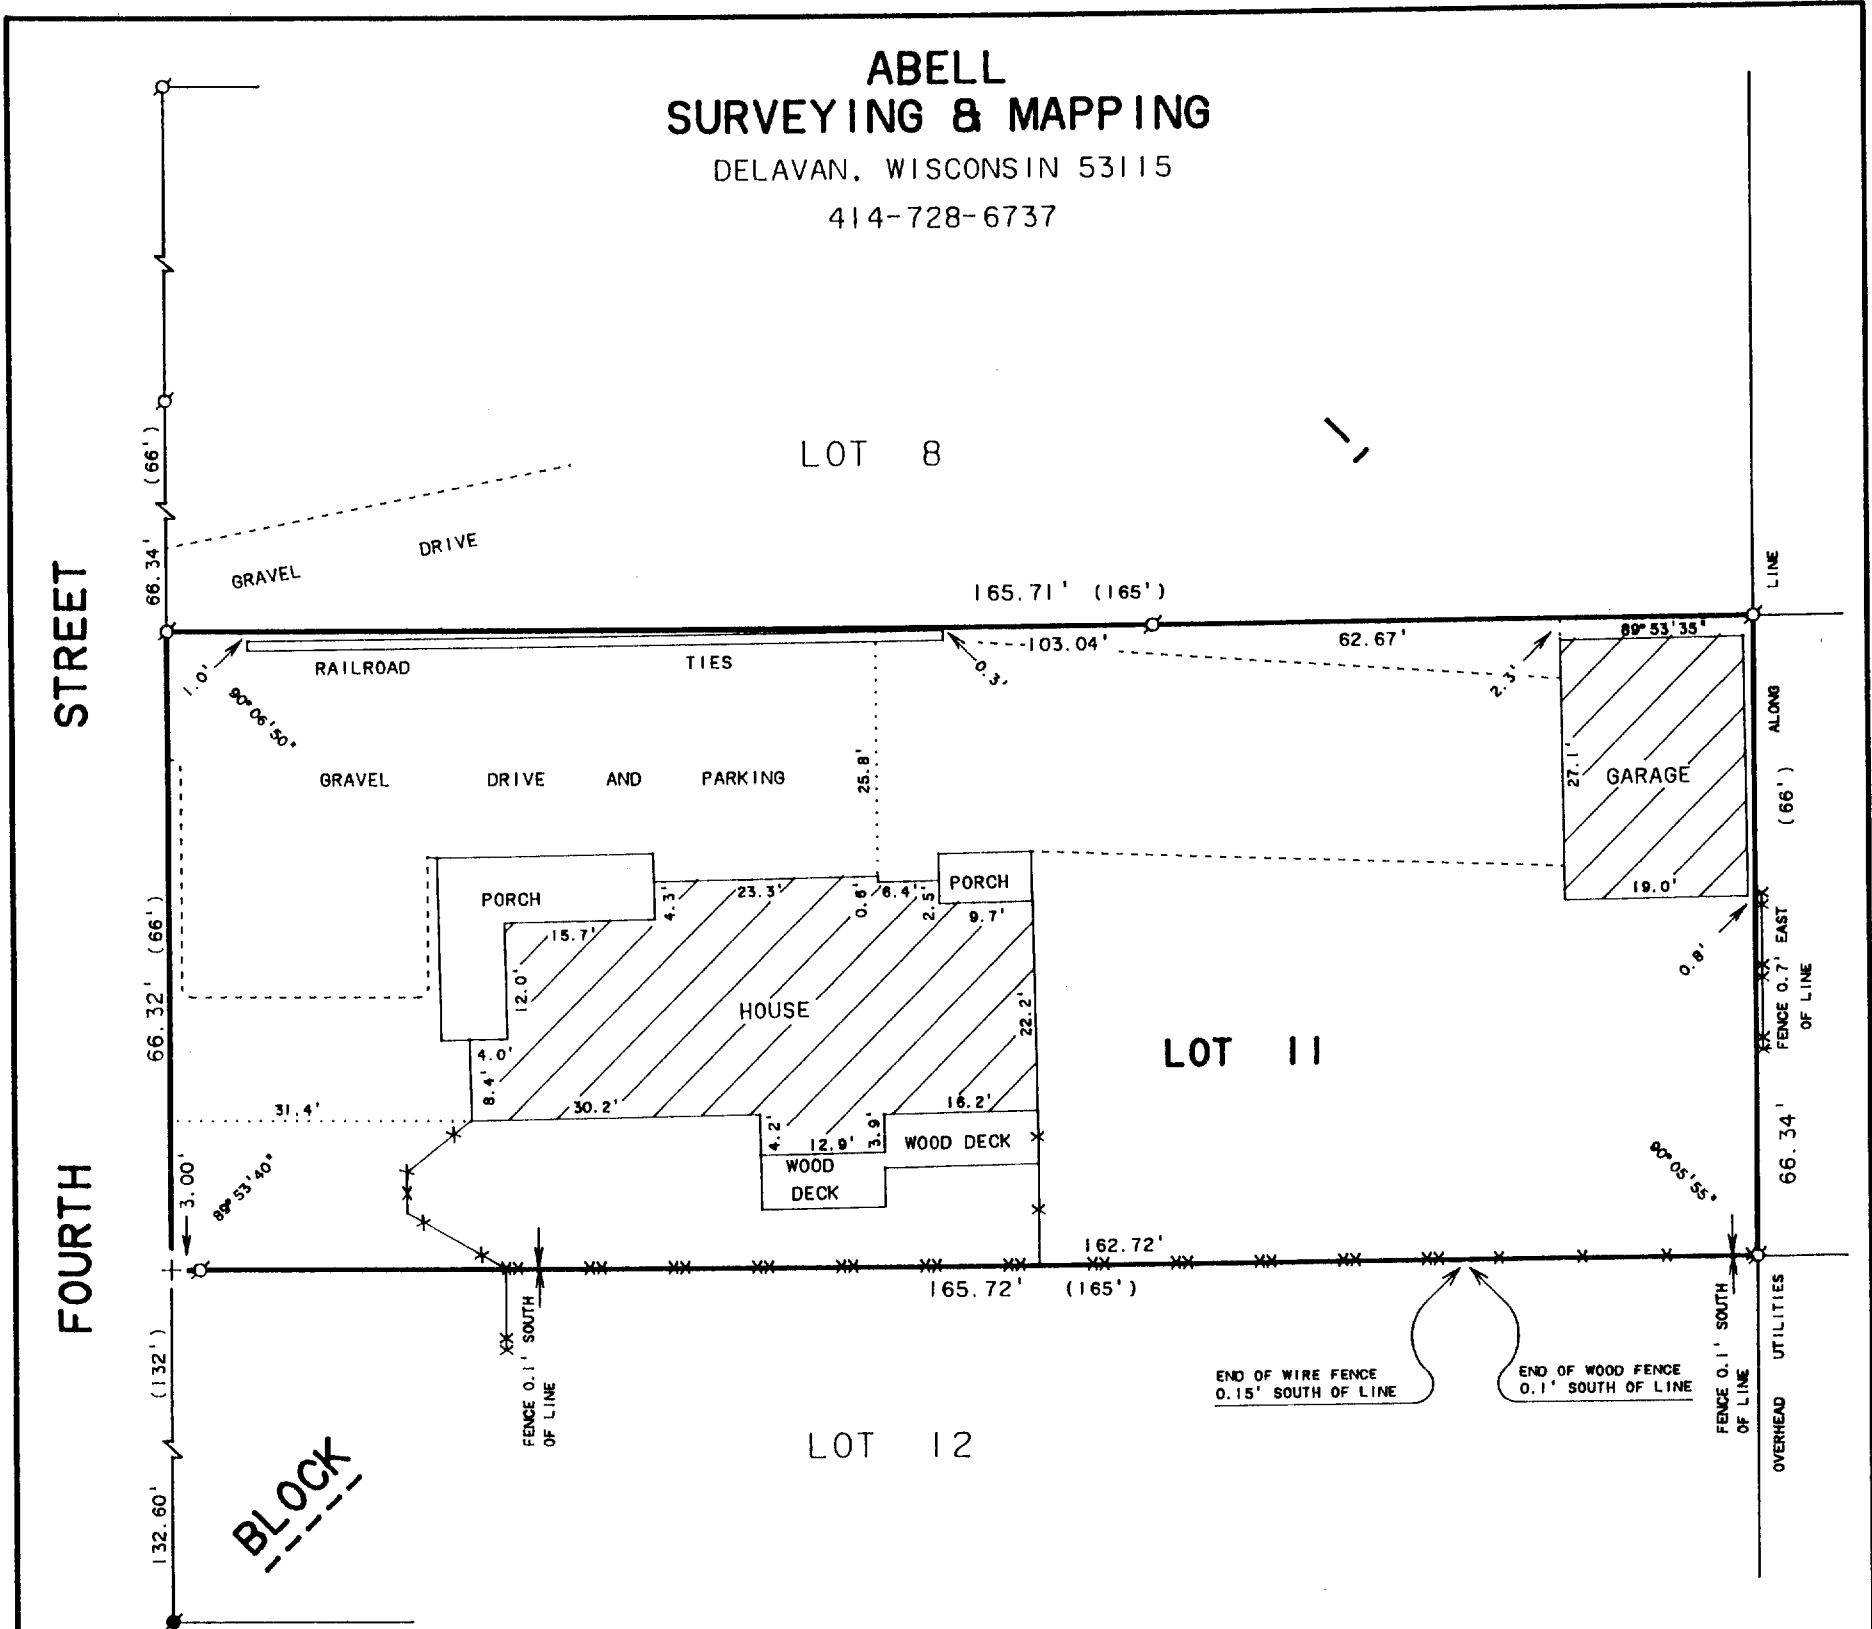 ABELL
SURVEYING & MAPPING
DELAVAN, WISCONSIN 53115
414-728-6737
(66')
LOT 8
1
66.34'
GRAVEL DRIVE
STREET
165.71' (165')
LINE
1.0'
RAILROAD TIES
0.3'
103.04'
62.67'
89°53'35"
2.3'
90°06'50"
ALONG
GRAVEL DRIVE AND PARKING
25.8'
27.1'
GARAGE
(66')
PORCH
4.3'
23.3'
0.6'
6.4'
2.5'
PORCH
9.7'
19.0'
(66')
66.32'
15.7'
12.0'
HOUSE
22.2'
0.8'
FENCE 0.7' EAST
OF LINE
LOT 11
4.0'
8.4'
31.4'
30.2'
16.2'
4.2'
12.9'
3.9'
WOOD DECK
WOOD
DECK
66.34'
90°05'55"
3.00'
89°53'40"
FOURTH
162.72'
165.72' (165')
FENCE 0.1' SOUTH
OF LINE
END OF WIRE FENCE
0.15' SOUTH OF LINE
END OF WOOD FENCE
0.1' SOUTH OF LINE
FENCE 0.1' SOUTH
OF LINE
OVERHEAD UTILITIES
(132')
LOT 12
132.60'
BLOCK